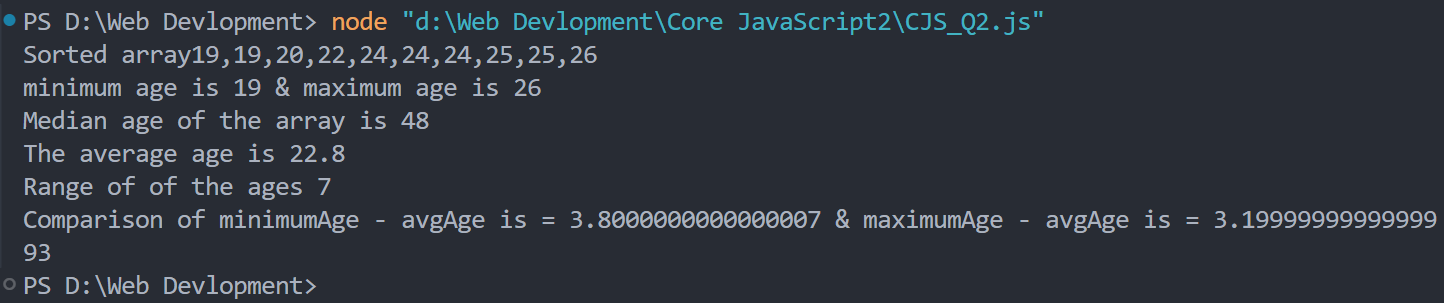 PS D:\Web Devlopment> node "d:\Web Devlopment\Core JavaScript2\CJS_Q2.js"
Sorted array19,19,20,22,24,24,24,25,25,26
minimum age is 19 & maximum age is 26
Median age of the array is 48
The average age is 22.8
Range of of the ages 7
Comparison of minimumAge - avgAge is = 3.8000000000000007 & maximumAge - avgAge is = 3.19999999999999
93
PS D:\Web Devlopment>